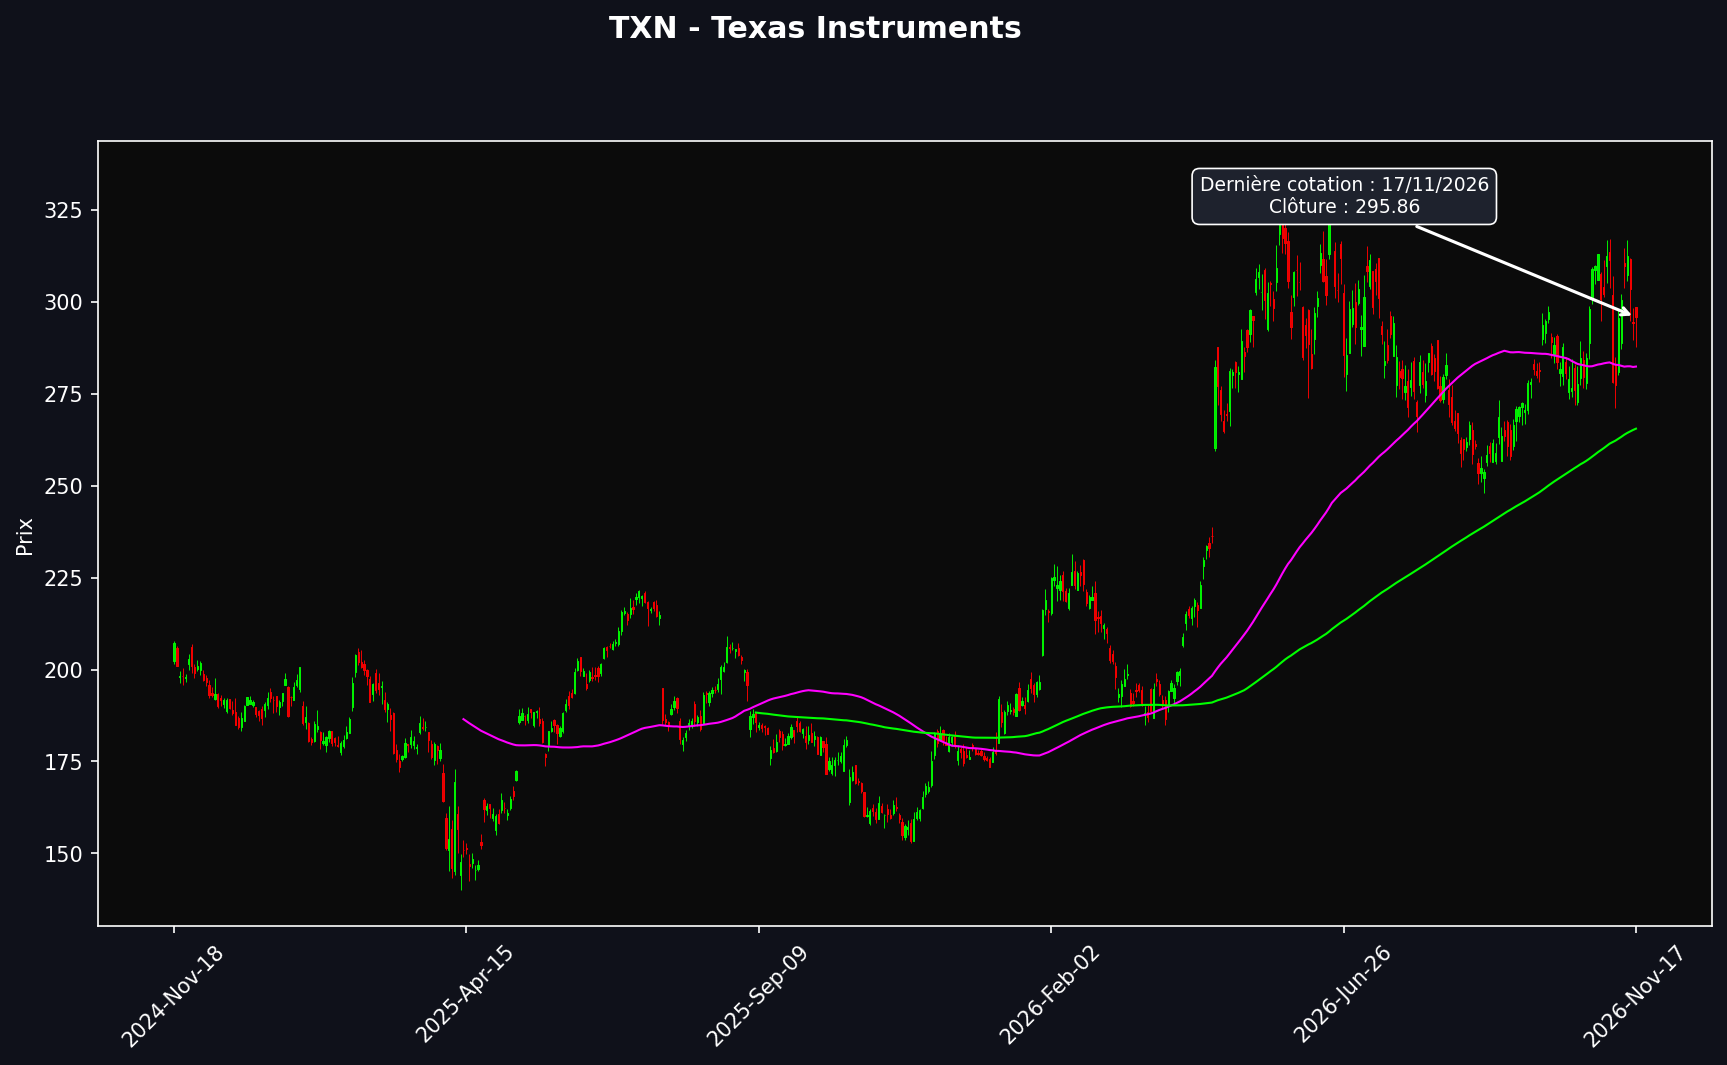 TXN - Texas Instruments
Dernière cotation : 17/11/2026
Clôture : 295.86
Prix
325
300
275
250
225
200
175
150
2024-Nov-18
2025-Apr-15
2025-Sep-09
2026-Feb-02
2026-Jun-26
2026-Nov-17